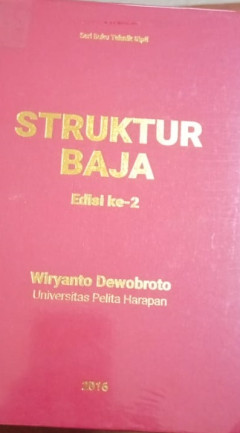 Seri Buku Teknik Sipil
STRUKTUR
BAJA
Edisi ke-2
Wiryanto Dewobroto
Universitas Pelita Harapan
2016